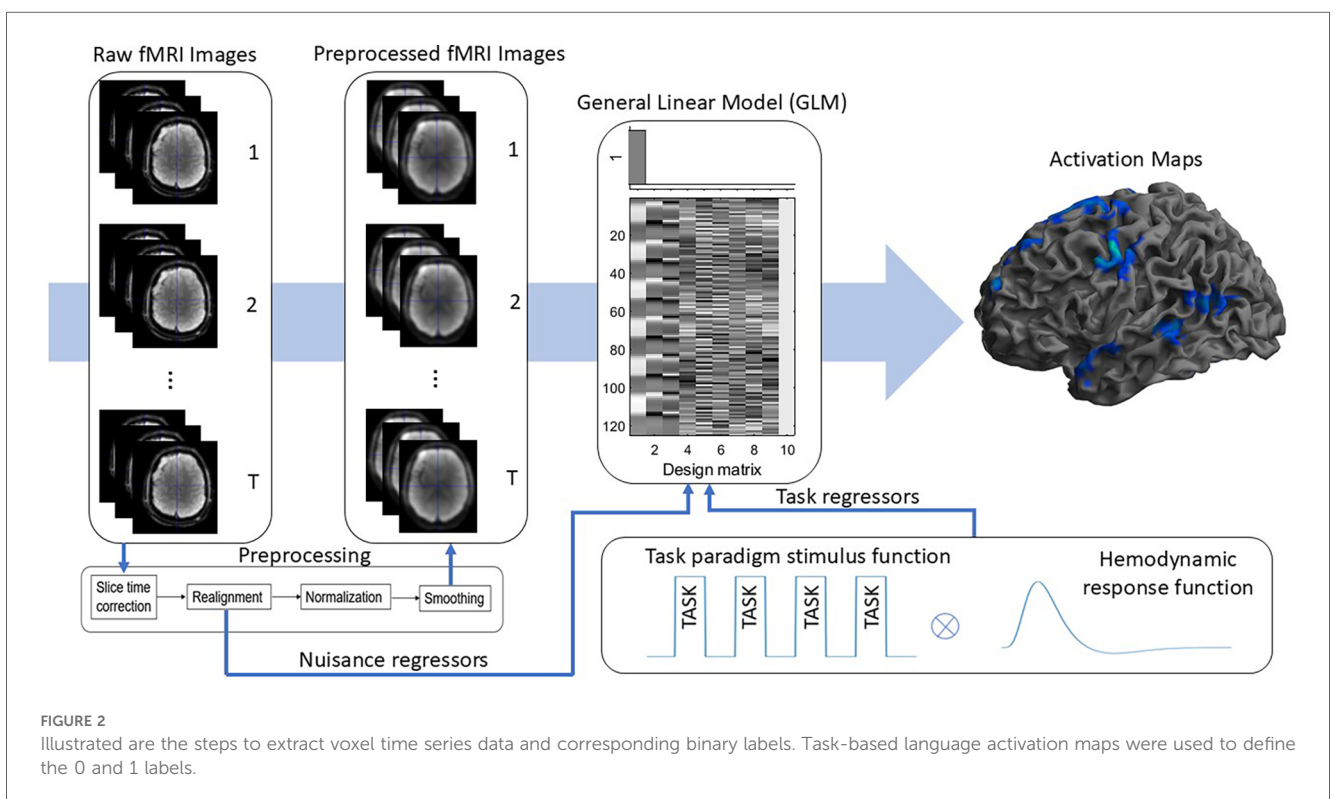 Raw fMRI Images
1
2
...
T
Preprocessed fMRI Images
1
2
...
T
General Linear Model (GLM)
1
20
40
60
80
100
120
2 4 6 8 10
Design matrix
Activation Maps
Preprocessing
Slice time
correction
Realignment
Normalization
Smoothing
Nuisance regressors
Task regressors
Task paradigm stimulus function
TASK TASK TASK TASK
Hemodynamic
response function
FIGURE 2
Illustrated are the steps to extract voxel time series data and corresponding binary labels. Task-based language activation maps were used to define
the 0 and 1 labels.